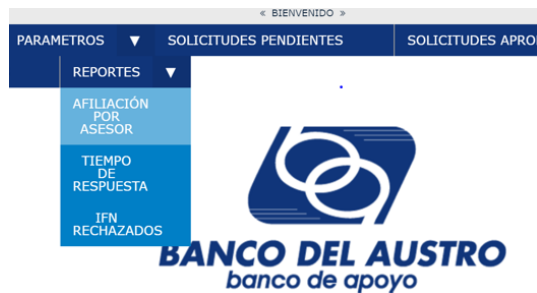 « BIENVENIDO »
PARAMETROS ▼ SOLICITUDES PENDIENTES SOLICITUDES APRO
REPORTES ▼
AFILIACIÓN
POR
ASESOR
TIEMPO
DE
RESPUESTA
IFN
RECHAZADOS
BANCO DEL AUSTRO
banco de apoyo